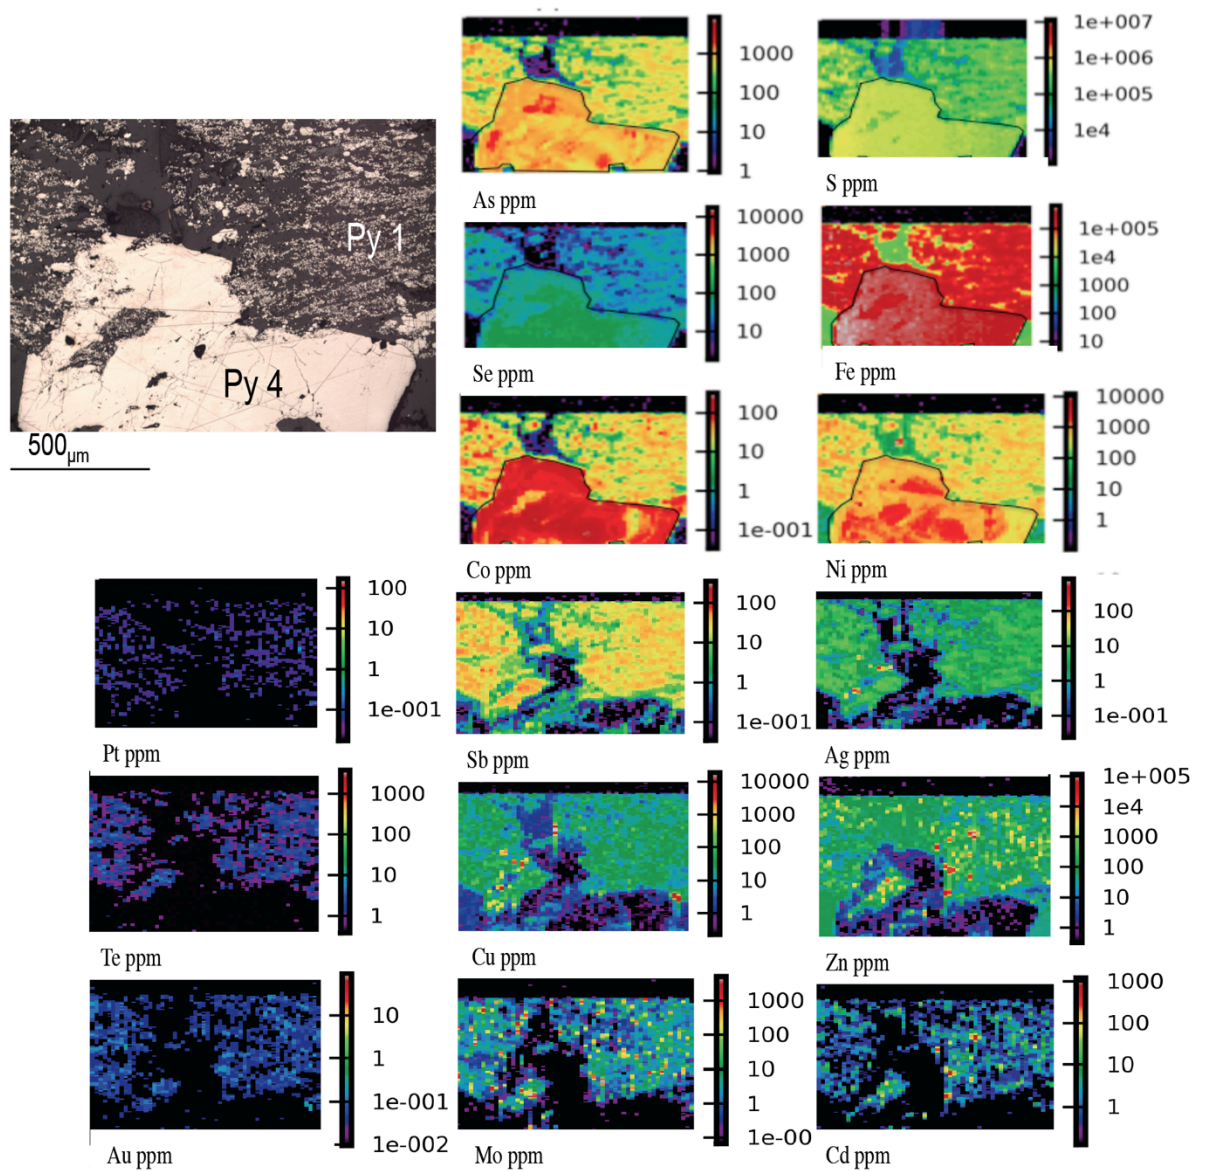 1000
100
10
1
As ppm
1e+007
1e+006
1e+005
1e4
S ppm
Py 1
Py 4
500µm
10000
1000
100
10
Se ppm
1e+005
1e4
1000
100
10
Fe ppm
100
10
1
1e-001
Co ppm
10000
1000
100
10
1
Ni ppm
100
10
1
1e-001
Pt ppm
100
10
1
1e-001
Sb ppm
100
10
1
1e-001
Ag ppm
1000
100
10
1
Te ppm
10000
1000
100
10
1
Cu ppm
1e+005
1e4
1000
100
10
1
Zn ppm
10
1
1e-001
1e-002
Au ppm
1000
100
10
1
1e-00
Mo ppm
1000
100
10
1
Cd ppm